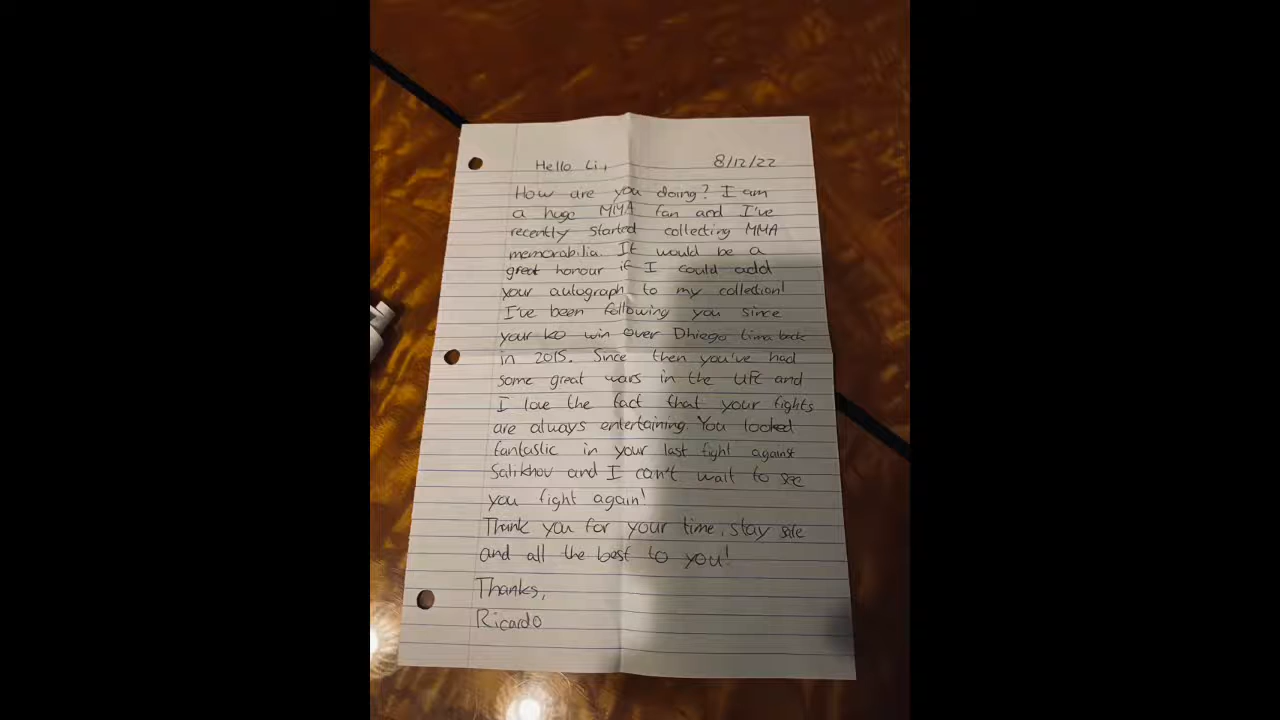 Hello Li,
8/12/22
How are you doing? I am
a huge MMA fan and I've
recently started collecting MMA
memorabilia. It would be a
great honour if I could add
your autograph to my collection!
I've been following you since
your KO win over Dhiego Lima back
in 2015. Since then you've had
some great wars in the UFC and
I love the fact that your fights
are always entertaining. You looked
fantastic in your last fight against
Salikhov and I can't wait to see
you fight again!
Thank you for your time, stay safe
and all the best to you!
Thanks,
Ricardo